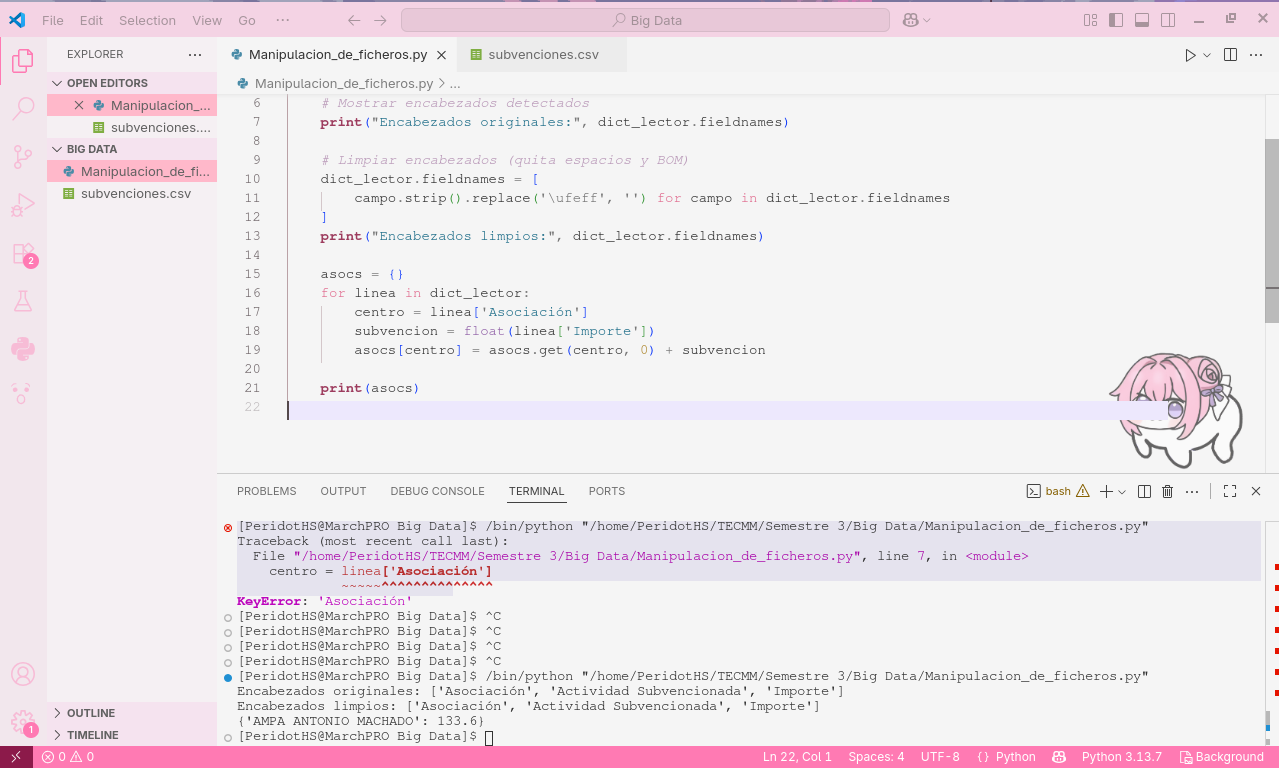 File Edit Selection View Go ··· Big Data
EXPLORER ···
OPEN EDITORS
Manipulacion_...
subvenciones....
BIG DATA
Manipulacion_de_fi...
subvenciones.csv
2
OUTLINE
TIMELINE
1
Manipulacion_de_ficheros.py subvenciones.csv
Manipulacion_de_ficheros.py > ...
6 # Mostrar encabezados detectados
7 print("Encabezados originales:", dict_lector.fieldnames)
8
9 # Limpiar encabezados (quita espacios y BOM)
10 dict_lector.fieldnames = [
11 campo.strip().replace('\ufeff', '') for campo in dict_lector.fieldnames
12 ]
13 print("Encabezados limpios:", dict_lector.fieldnames)
14
15 asocs = {}
16 for linea in dict_lector:
17 centro = linea['Asociación']
18 subvencion = float(linea['Importe'])
19 asocs[centro] = asocs.get(centro, 0) + subvencion
20
21 print(asocs)
22
PROBLEMS OUTPUT DEBUG CONSOLE TERMINAL PORTS bash
[PeridotHS@MarchPRO Big Data]$ /bin/python "/home/PeridotHS/TECMM/Semestre 3/Big Data/Manipulacion_de_ficheros.py"
Traceback (most recent call last):
File "/home/PeridotHS/TECMM/Semestre 3/Big Data/Manipulacion_de_ficheros.py", line 7, in <module>
centro = linea['Asociación']
~~~~~^^^^^^^^^^^^^^
KeyError: 'Asociación'
[PeridotHS@MarchPRO Big Data]$ ^C
[PeridotHS@MarchPRO Big Data]$ ^C
[PeridotHS@MarchPRO Big Data]$ ^C
[PeridotHS@MarchPRO Big Data]$ ^C
[PeridotHS@MarchPRO Big Data]$ /bin/python "/home/PeridotHS/TECMM/Semestre 3/Big Data/Manipulacion_de_ficheros.py"
Encabezados originales: ['Asociación', 'Actividad Subvencionada', 'Importe']
Encabezados limpios: ['Asociación', 'Actividad Subvencionada', 'Importe']
{'AMPA ANTONIO MACHADO': 133.6}
[PeridotHS@MarchPRO Big Data]$
0 0 Ln 22, Col 1 Spaces: 4 UTF-8 {} Python Python 3.13.7 Background